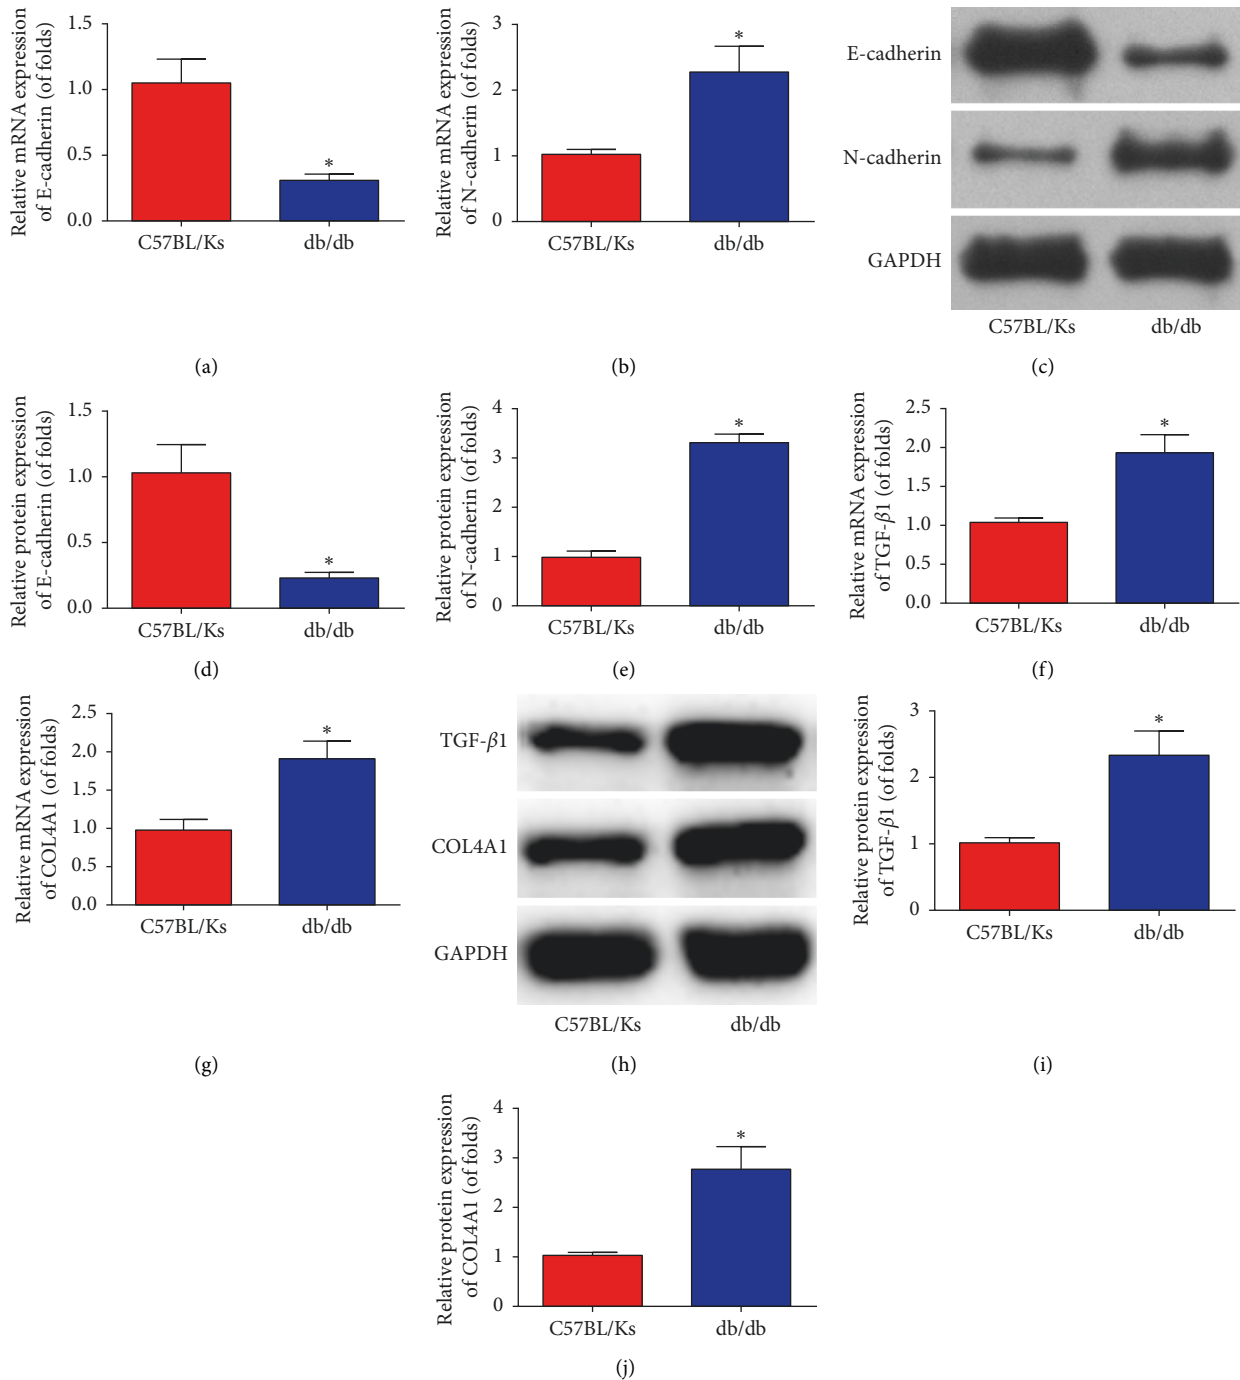 Relative mRNA expression
of E-cadherin (of folds)
1.5
1.0
0.5
0.0
*
C57BL/Ks
db/db
(a)
Relative mRNA expression
of N-cadherin (of folds)
3
2
1
0
*
C57BL/Ks
db/db
(b)
E-cadherin
N-cadherin
GAPDH
C57BL/Ks
db/db
(c)
Relative protein expression
of E-cadherin (of folds)
1.5
1.0
0.5
0.0
*
C57BL/Ks
db/db
(d)
Relative protein expression
of N-cadherin (of folds)
4
3
2
1
0
*
C57BL/Ks
db/db
(e)
Relative mRNA expression
of TGF-β1 (of folds)
2.5
2.0
1.5
1.0
0.5
0.0
*
C57BL/Ks
db/db
(f)
Relative mRNA expression
of COL4A1 (of folds)
2.5
2.0
1.5
1.0
0.5
0.0
*
C57BL/Ks
db/db
(g)
TGF-β1
COL4A1
GAPDH
C57BL/Ks
db/db
(h)
Relative protein expression
of TGF-β1 (of folds)
3
2
1
0
*
C57BL/Ks
db/db
(i)
Relative protein expression
of COL4A1 (of folds)
4
3
2
1
0
*
C57BL/Ks
db/db
(j)